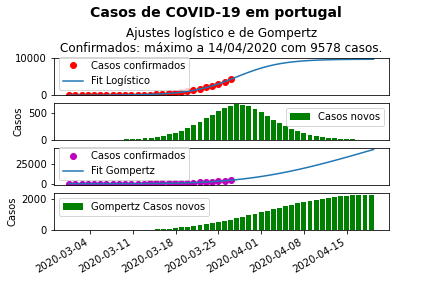 Casos de COVID-19 em portugal
Ajustes logístico e de Gompertz
Confirmados: máximo a 14/04/2020 com 9578 casos.
10000
0
Casos confirmados
Fit Logístico
Casos
500
0
Casos novos
25000
0
Casos confirmados
Fit Gompertz
Casos
2000
0
Gompertz Casos novos
2020-03-04
2020-03-11
2020-03-18
2020-03-25
2020-04-01
2020-04-08
2020-04-15